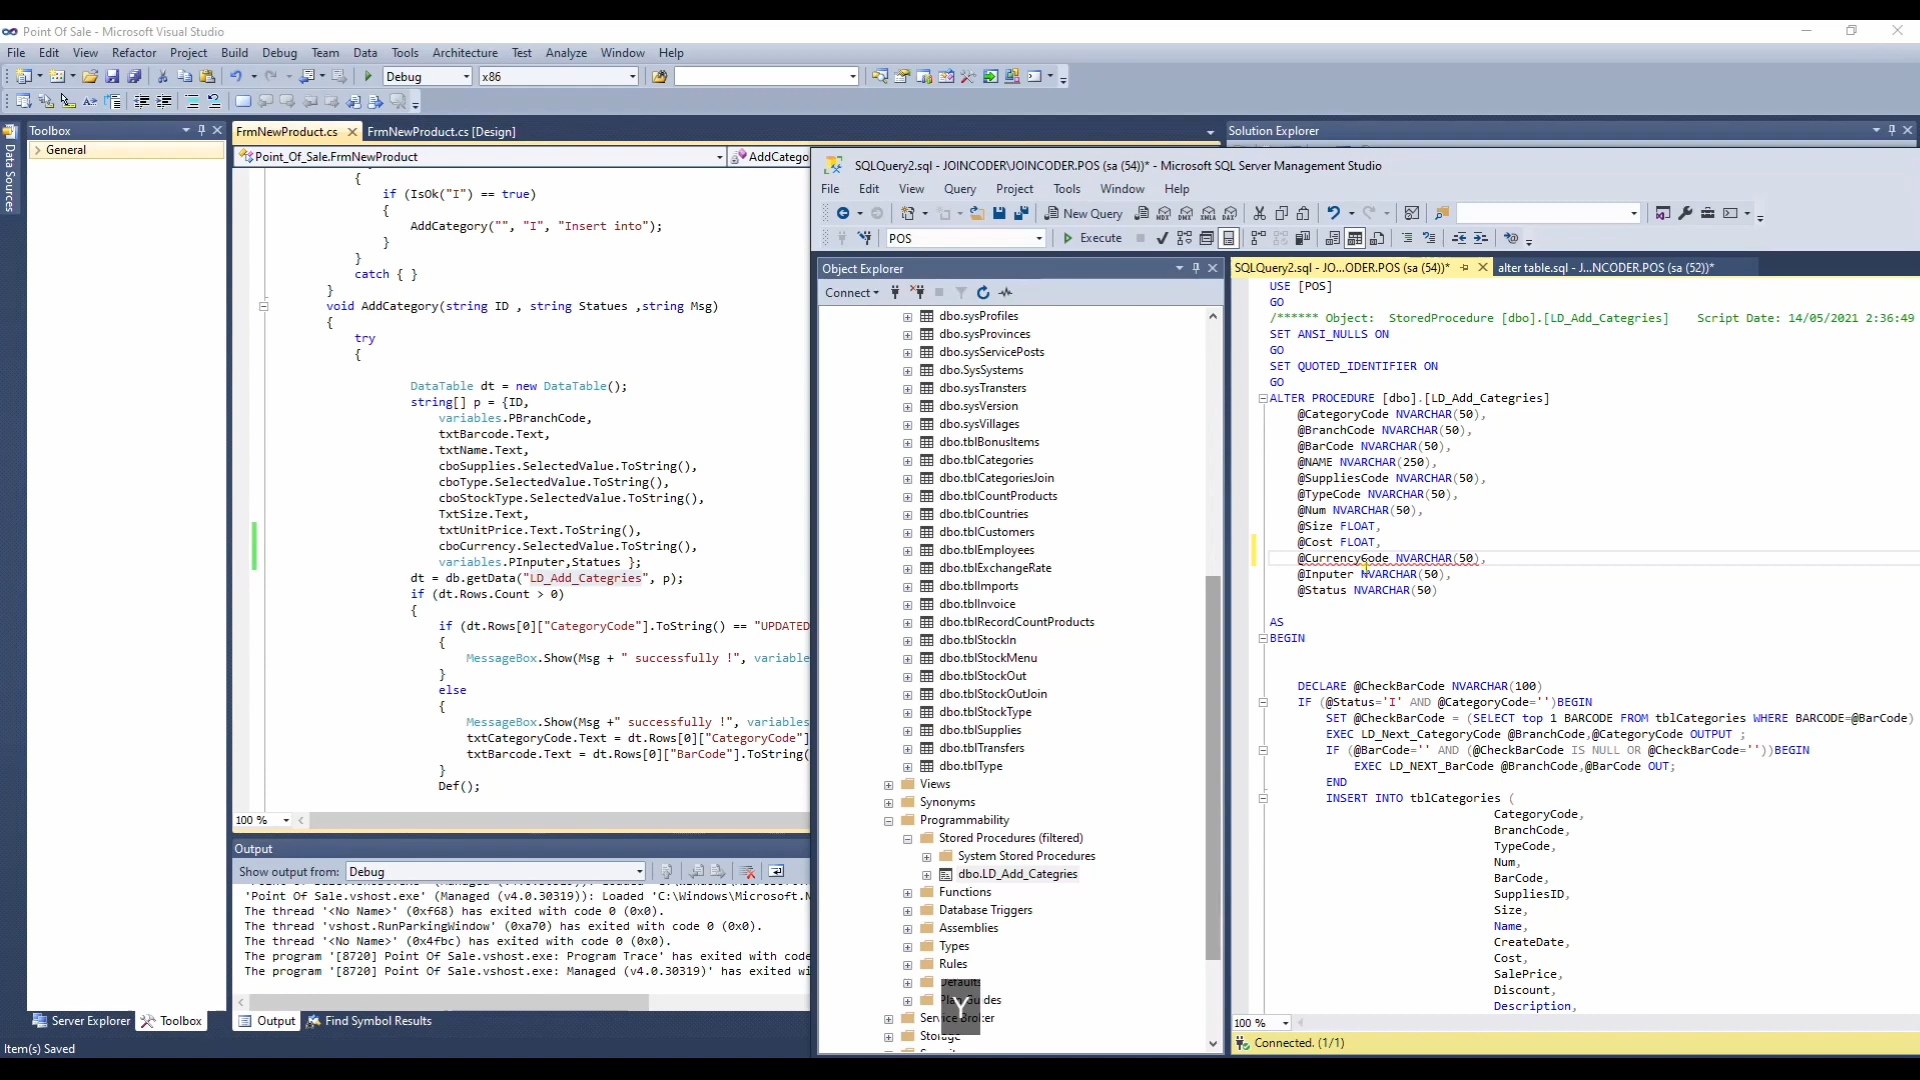 Point Of Sale - Microsoft Visual Studio
File Edit View Refactor Project Build Debug Team Data Tools Architecture Test Analyze Window Help
Debug x86
Toolbox
General
Data Sources
FrmNewProduct.cs
FrmNewProduct.cs [Design]
Solution Explorer
Point_Of_Sale.FrmNewProduct
AddCatego
{
if (IsOk("I") == true)
{
AddCategory("", "I", "Insert into");
}
}
catch { }
}
void AddCategory(string ID , string Statues ,string Msg)
{
try
{
DataTable dt = new DataTable();
string[] p = {ID,
variables.PBranchCode,
txtBarcode.Text,
txtName.Text,
cboSupplies.SelectedValue.ToString(),
cboType.SelectedValue.ToString(),
cboStockType.SelectedValue.ToString(),
TxtSize.Text,
txtUnitPrice.Text.ToString(),
cboCurrency.SelectedValue.ToString(),
variables.PInputer,Statues };
dt = db.getData("LD_Add_Categries", p);
if (dt.Rows.Count > 0)
{
if (dt.Rows[0]["CategoryCode"].ToString() == "UPDATED
{
MessageBox.Show(Msg + " successfully !", variable
}
else
{
MessageBox.Show(Msg +" successfully !", variables
txtCategoryCode.Text = dt.Rows[0]["CategoryCode"]
txtBarcode.Text = dt.Rows[0]["BarCode"].ToString(
}
Def();
100 %
Output
Show output from: Debug
'Point Of Sale.vshost.exe' (Managed (v4.0.30319)): Loaded 'C:\Windows\Microsoft.N
The thread '<No Name>' (0xf68) has exited with code 0 (0x0).
The thread 'vshost.RunParkingWindow' (0xa70) has exited with code 0 (0x0).
The thread '<No Name>' (0x4fbc) has exited with code 0 (0x0).
The program '[8720] Point Of Sale.vshost.exe: Program Trace' has exited with code
The program '[8720] Point Of Sale.vshost.exe: Managed (v4.0.30319)' has exited wi
Server Explorer Toolbox
Output Find Symbol Results
Item(s) Saved
SQLQuery2.sql - JOINCODER\JOINCODER.POS (sa (54))* - Microsoft SQL Server Management Studio
File Edit View Query Project Tools Window Help
New Query
POS Execute
Object Explorer
Connect
dbo.sysProfiles
dbo.sysProvinces
dbo.sysServicePosts
dbo.SysSystems
dbo.sysTransters
dbo.sysVersion
dbo.sysVillages
dbo.tblBonusItems
dbo.tblCategories
dbo.tblCategoriesJoin
dbo.tblCountProducts
dbo.tblCountries
dbo.tblCustomers
dbo.tblEmployees
dbo.tblExchangeRate
dbo.tblImports
dbo.tblInvoice
dbo.tblRecordCountProducts
dbo.tblStockIn
dbo.tblStockMenu
dbo.tblStockOut
dbo.tblStockOutJoin
dbo.tblStockType
dbo.tblSupplies
dbo.tblTransfers
dbo.tblType
Views
Synonyms
Programmability
Stored Procedures (filtered)
System Stored Procedures
dbo.LD_Add_Categries
Functions
Database Triggers
Assemblies
Types
Rules
Defaults
Plan Guides
Service Broker
Storage
Y
SQLQuery2.sql - JO...ODER.POS (sa (54))*
alter table.sql - J...NCODER.POS (sa (52))*
USE [POS]
GO
/****** Object: StoredProcedure [dbo].[LD_Add_Categries] Script Date: 14/05/2021 2:36:49
SET ANSI_NULLS ON
GO
SET QUOTED_IDENTIFIER ON
GO
ALTER PROCEDURE [dbo].[LD_Add_Categries]
@CategoryCode NVARCHAR(50),
@BranchCode NVARCHAR(50),
@BarCode NVARCHAR(50),
@NAME NVARCHAR(250),
@SuppliesCode NVARCHAR(50),
@TypeCode NVARCHAR(50),
@Num NVARCHAR(50),
@Size FLOAT,
@Cost FLOAT,
@CurrencyCode NVARCHAR(50),
@Inputer NVARCHAR(50),
@Status NVARCHAR(50)
AS
BEGIN
DECLARE @CheckBarCode NVARCHAR(100)
IF (@Status='I' AND @CategoryCode='')BEGIN
SET @CheckBarCode = (SELECT top 1 BARCODE FROM tblCategories WHERE BARCODE=@BarCode)
EXEC LD_Next_CategoryCode @BranchCode,@CategoryCode OUTPUT ;
IF (@BarCode='' AND (@CheckBarCode IS NULL OR @CheckBarCode=''))BEGIN
EXEC LD_NEXT_BarCode @BranchCode,@BarCode OUT;
END
INSERT INTO tblCategories (
CategoryCode,
BranchCode,
TypeCode,
Num,
BarCode,
SuppliesID,
Size,
Name,
CreateDate,
Cost,
SalePrice,
Discount,
Description,
100 %
Connected. (1/1)